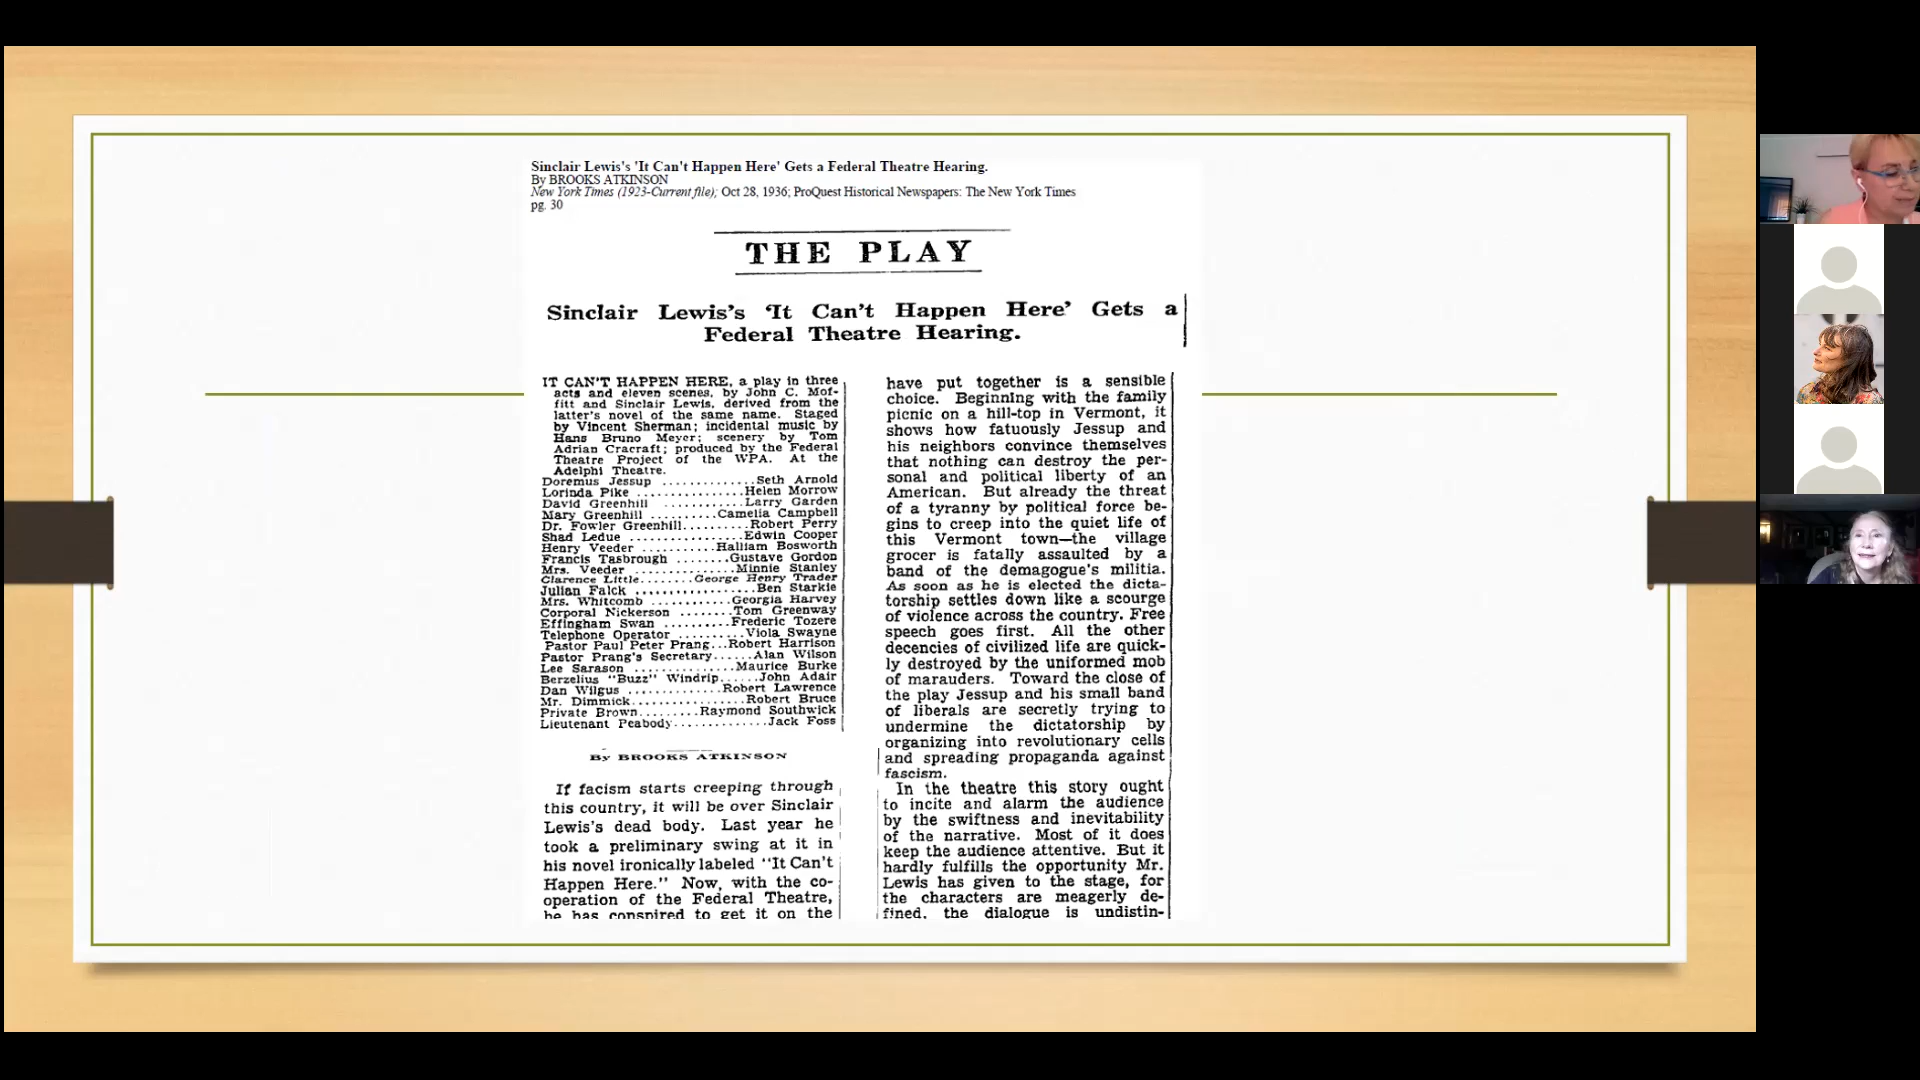 Sinclair Lewis's 'It Can't Happen Here' Gets a Federal Theatre Hearing.
By BROOKS ATKINSON
New York Times (1923-Current file); Oct 28, 1936; ProQuest Historical Newspapers: The New York Times
pg. 30
THE PLAY
Sinclair Lewis's 'It Can't Happen Here' Gets a
Federal Theatre Hearing.
IT CAN'T HAPPEN HERE, a play in three
acts and eleven scenes, by John C. Mof-
fitt and Sinclair Lewis, derived from the
latter's novel of the same name. Staged
by Vincent Sherman; incidental music by
Hans Bruno Meyer; scenery by Tom
Adrian Cracraft; produced by the Federal
Theatre Project of the WPA. At the
Adelphi Theatre.
Doremus Jessup .............Seth Arnold
Lorinda Pike ................Helen Morrow
David Greenhill ............Larry Garden
Mary Greenhill ..........Camelia Campbell
Dr. Fowler Greenhill..........Robert Perry
Shad Ledue ................Edwin Cooper
Henry Veeder ...........Halliam Bosworth
Francis Tasbrough ........Gustave Gordon
Mrs. Veeder ..............Minnie Stanley
Clarence Little.......George Henry Trader
Julian Falck .................Ben Starkie
Mrs. Whitcomb ............Georgia Harvey
Corporal Nickerson ........Tom Greenway
Effingham Swan ..........Frederic Tozere
Telephone Operator ..........Viola Swayne
Pastor Paul Peter Prang...Robert Harrison
Pastor Prang's Secretary......Alan Wilson
Lee Sarason ...............Maurice Burke
Berzelius "Buzz" Windrip......John Adair
Dan Wilgus ..............Robert Lawrence
Mr. Dimmick.................Robert Bruce
Private Brown.........Raymond Southwick
Lieutenant Peabody..............Jack Foss
By BROOKS ATKINSON
If facism starts creeping through
this country, it will be over Sinclair
Lewis's dead body. Last year he
took a preliminary swing at it in
his novel ironically labeled "It Can't
Happen Here." Now, with the co-
operation of the Federal Theatre,
he has conspired to get it on the
have put together is a sensible
choice. Beginning with the family
picnic on a hill-top in Vermont, it
shows how fatuously Jessup and
his neighbors convince themselves
that nothing can destroy the per-
sonal and political liberty of an
American. But already the threat
of a tyranny by political force be-
gins to creep into the quiet life of
this Vermont town—the village
grocer is fatally assaulted by a
band of the demagogue's militia.
As soon as he is elected the dicta-
torship settles down like a scourge
of violence across the country. Free
speech goes first. All the other
decencies of civilized life are quick-
ly destroyed by the uniformed mob
of marauders. Toward the close of
the play Jessup and his small band
of liberals are secretly trying to
undermine the dictatorship by
organizing into revolutionary cells
and spreading propaganda against
fascism.
In the theatre this story ought
to incite and alarm the audience
by the swiftness and inevitability
of the narrative. Most of it does
keep the audience attentive. But it
hardly fulfills the opportunity Mr.
Lewis has given to the stage, for
the characters are meagerly de-
fined, the dialogue is undistin-